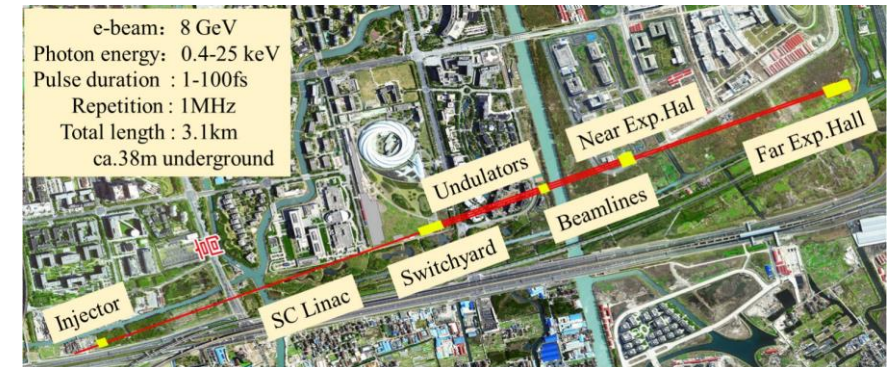 e-beam: 8 GeV
Photon energy: 0.4-25 keV
Pulse duration : 1-100fs
Repetition : 1MHz
Total length : 3.1km
ca.38m underground
Near Exp.Hal
Far Exp.Hall
Undulators
Beamlines
Switchyard
SC Linac
Injector